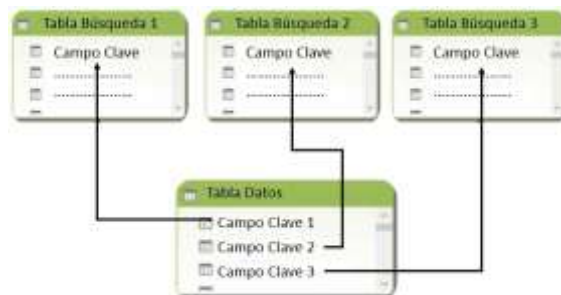 Tabla Búsqueda 1
Campo Clave
Tabla Búsqueda 2
Campo Clave
Tabla Búsqueda 3
Campo Clave
Tabla Datos
Campo Clave 1
Campo Clave 2
Campo Clave 3